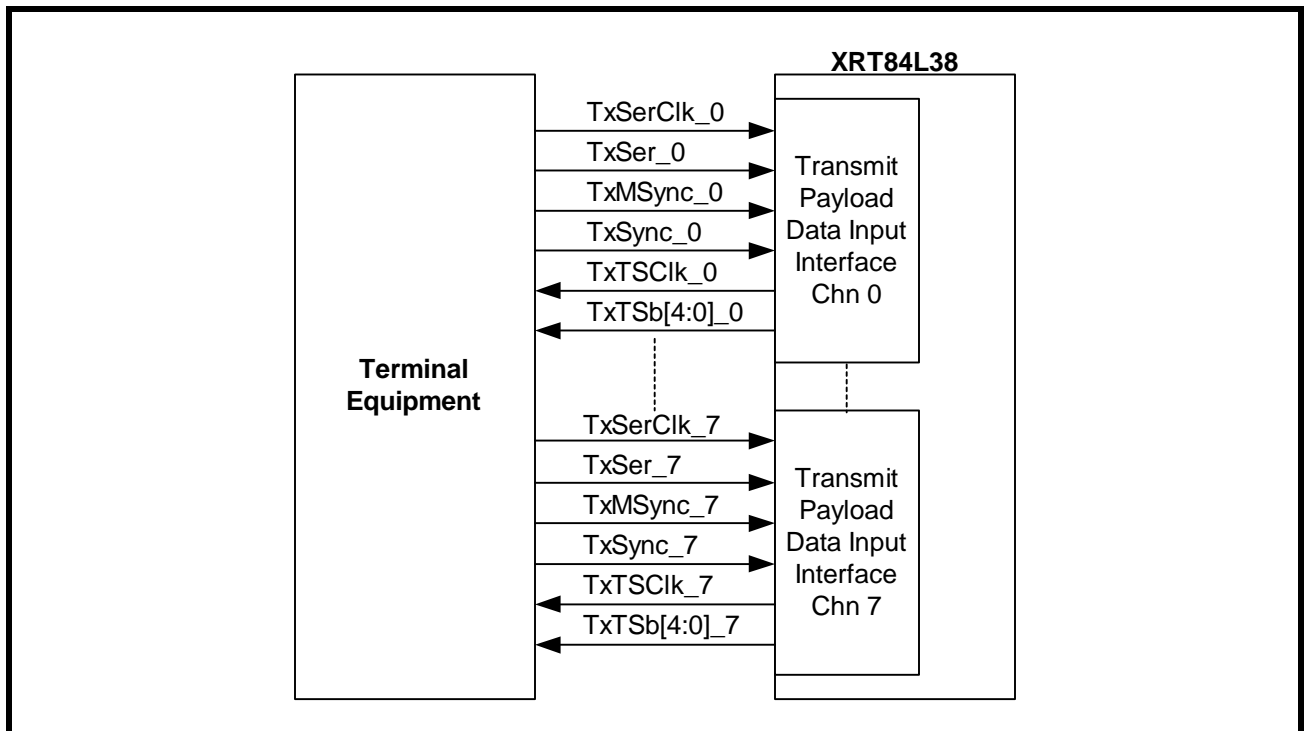 XRT84L38
TxSerClk_0
TxSer_0
TxMSync_0
TxSync_0
TxTSClk_0
TxTSb[4:0]_0
Transmit
Payload
Data Input
Interface
Chn 0
Terminal
Equipment
TxSerClk_7
TxSer_7
TxMSync_7
TxSync_7
TxTSClk_7
TxTSb[4:0]_7
Transmit
Payload
Data Input
Interface
Chn 7